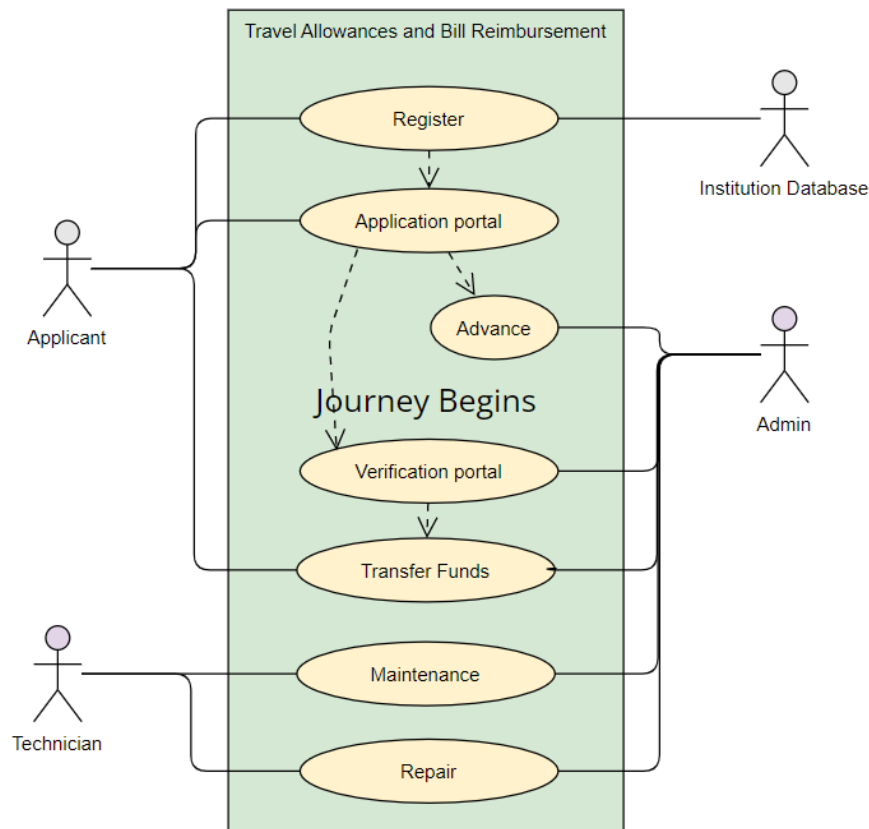 Travel Allowances and Bill Reimbursement
Register
Institution Database
Application portal
Applicant
Advance
Journey Begins
Admin
Verification portal
Transfer Funds
Maintenance
Technician
Repair